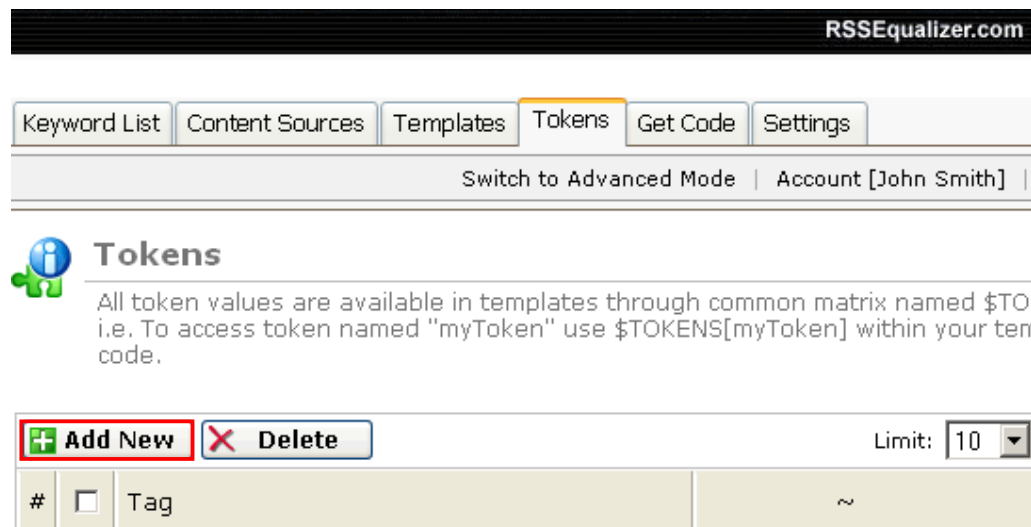 RSSEqualizer.com
Keyword List Content Sources Templates Tokens Get Code Settings
Switch to Advanced Mode | Account [John Smith] |
Tokens
All token values are available in templates through common matrix named $TO
i.e. To access token named "myToken" use $TOKENS[myToken] within your
code.
Add New Delete Limit: 10
# Tag ~